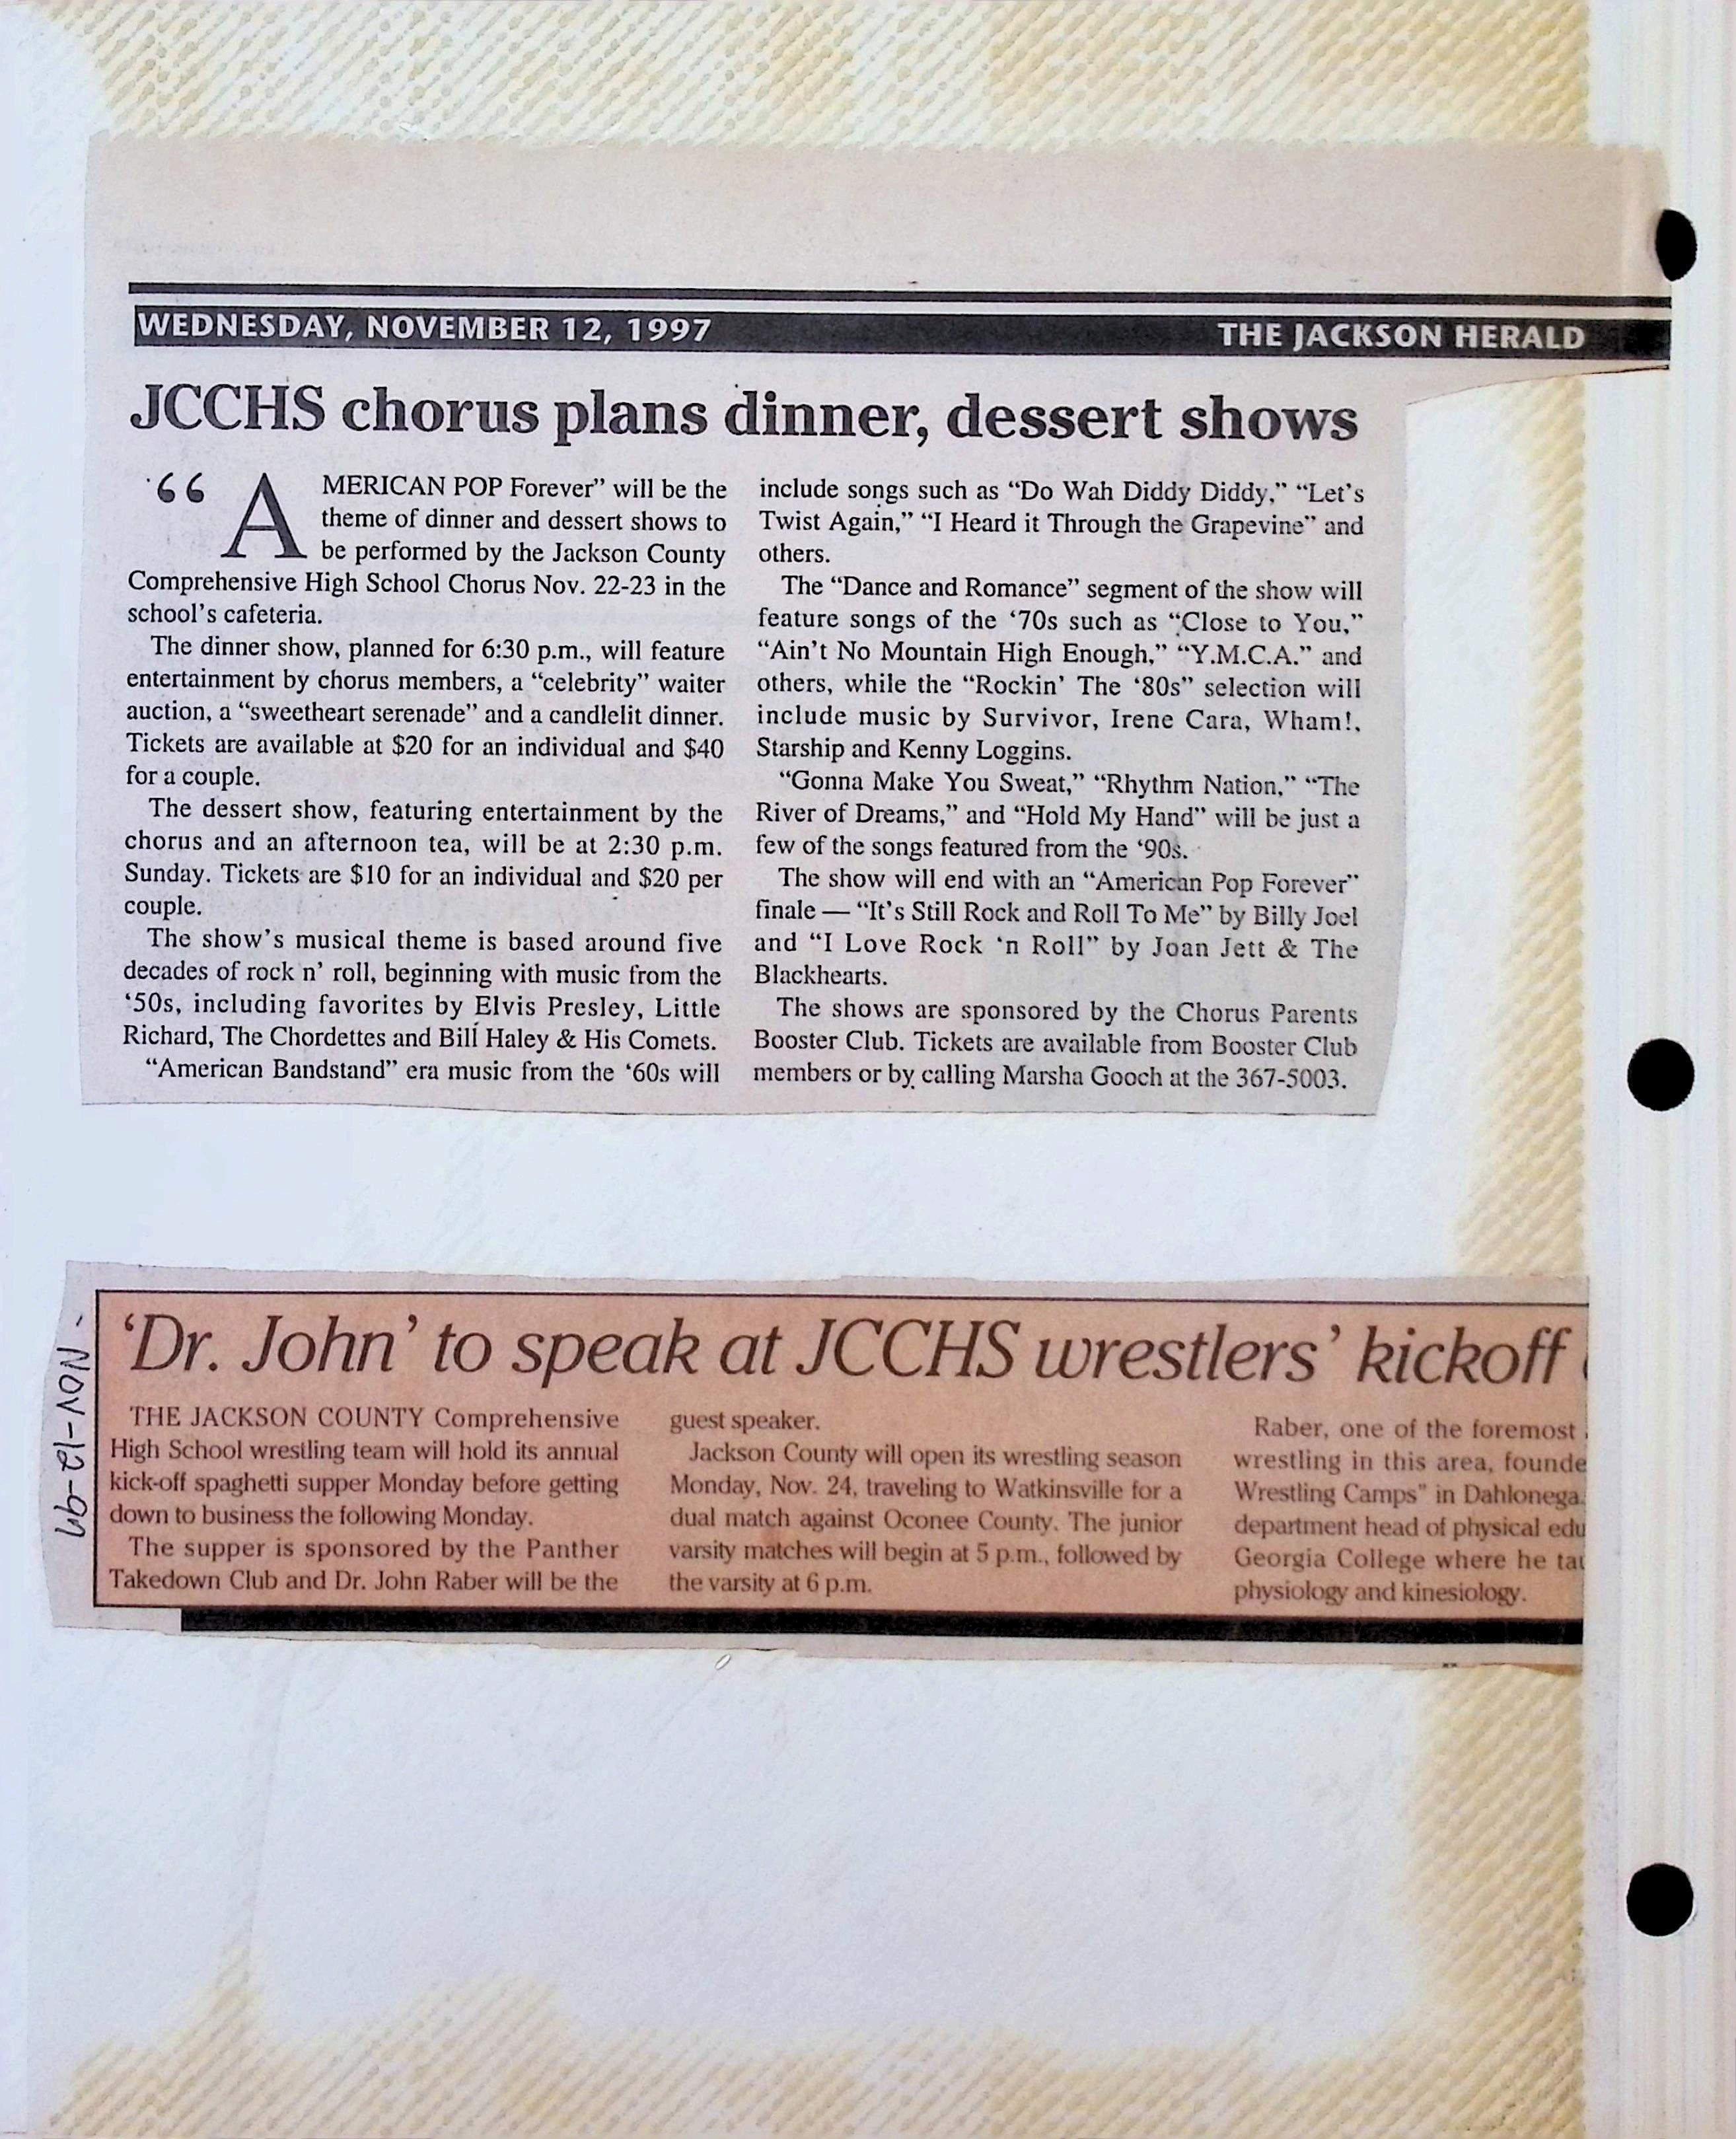 WEDNESDAY, NOVEMBER 12, 1997 THE JACKSON HERALD
JCCHS chorus plans dinner, dessert shows
“AMERICAN POP Forever” will be the
theme of dinner and dessert shows to
be performed by the Jackson County
Comprehensive High School Chorus Nov. 22-23 in the
school’s cafeteria.
The dinner show, planned for 6:30 p.m., will feature
entertainment by chorus members, a “celebrity” waiter
auction, a “sweetheart serenade” and a candlelit dinner.
Tickets are available at $20 for an individual and $40
for a couple.
The dessert show, featuring entertainment by the
chorus and an afternoon tea, will be at 2:30 p.m.
Sunday. Tickets are $10 for an individual and $20 per
couple.
The show’s musical theme is based around five
decades of rock n’ roll, beginning with music from the
‘50s, including favorites by Elvis Presley, Little
Richard, The Chordettes and Bill Haley & His Comets.
“American Bandstand” era music from the ‘60s will
include songs such as “Do Wah Diddy Diddy,” “Let’s
Twist Again,” “I Heard it Through the Grapevine” and
others.
The “Dance and Romance” segment of the show will
feature songs of the ‘70s such as “Close to You,”
“Ain’t No Mountain High Enough,” “Y.M.C.A.” and
others, while the “Rockin’ The ‘80s” selection will
include music by Survivor, Irene Cara, Wham!,
Starship and Kenny Loggins.
“Gonna Make You Sweat,” “Rhythm Nation,” “The
River of Dreams,” and “Hold My Hand” will be just a
few of the songs featured from the ‘90s.
The show will end with an “American Pop Forever”
finale — “It’s Still Rock and Roll To Me” by Billy Joel
and “I Love Rock ‘n Roll” by Joan Jett & The
Blackhearts.
The shows are sponsored by the Chorus Parents
Booster Club. Tickets are available from Booster Club
members or by calling Marsha Gooch at the 367-5003.
- Nov-12-97
‘Dr. John’ to speak at JCCHS wrestlers’ kickoff
THE JACKSON COUNTY Comprehensive
High School wrestling team will hold its annual
kick-off spaghetti supper Monday before getting
down to business the following Monday.
The supper is sponsored by the Panther
Takedown Club and Dr. John Raber will be the
guest speaker.
Jackson County will open its wrestling season
Monday, Nov. 24, traveling to Watkinsville for a
dual match against Oconee County. The junior
varsity matches will begin at 5 p.m., followed by
the varsity at 6 p.m.
Raber, one of the foremost
wrestling in this area, founde
Wrestling Camps” in Dahlonega.
department head of physical edu
Georgia College where he
physiology and kinesiology.